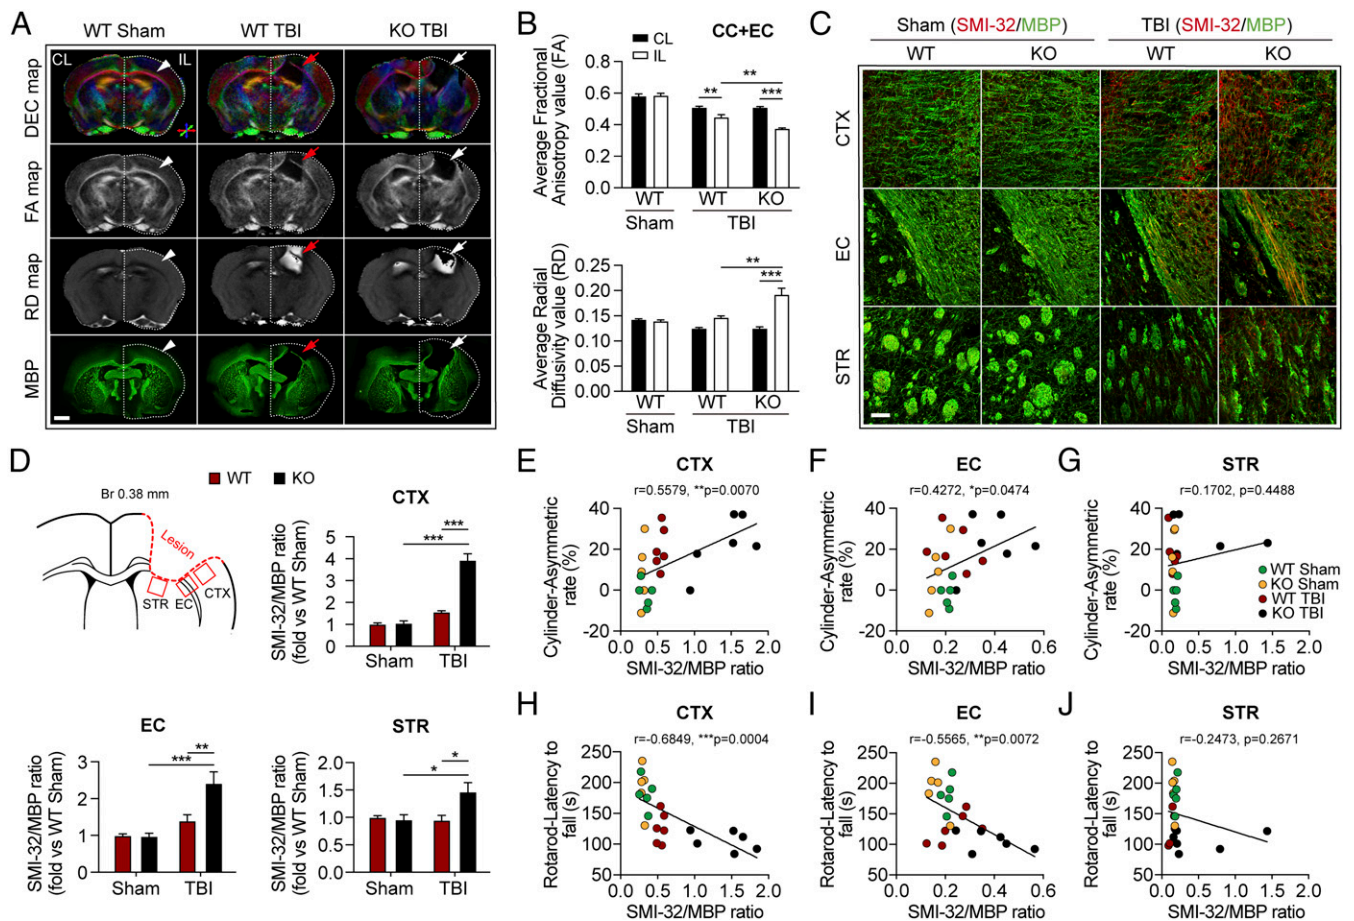 A
WT Sham
WT TBI
KO TBI
CL
IL
DEC map
FA map
RD map
MBP
B
CL
IL
CC+EC
Average Fractional
Anisotropy value (FA)
0.8
0.6
0.4
0.2
0.0
**
**
***
WT
WT
KO
Sham
TBI
Average Radial
Diffusivity value (RD)
0.25
0.20
0.15
0.10
0.05
0.00
**
***
WT
WT
KO
Sham
TBI
C
Sham (SMI-32/MBP)
TBI (SMI-32/MBP)
WT
KO
WT
KO
CTX
EC
STR
D
WT
KO
Br 0.38 mm
Lesion
STR
EC
CTX
CTX
SMI-32/MBP ratio
(fold vs WT Sham)
5
4
3
2
1
0
***
***
Sham
TBI
EC
SMI-32/MBP ratio
(fold vs WT Sham)
3
2
1
0
***
**
Sham
TBI
STR
SMI-32/MBP ratio
(fold vs WT Sham)
2.0
1.5
1.0
0.5
0.0
*
*
Sham
TBI
E
CTX
r=0.5579, **p=0.0070
Cylinder-Asymmetric
rate (%)
40
20
0
-20
0.0
0.5
1.0
1.5
2.0
SMI-32/MBP ratio
F
EC
r=0.4272, *p=0.0474
Cylinder-Asymmetric
rate (%)
40
20
0
-20
0.0
0.2
0.4
0.6
SMI-32/MBP ratio
G
STR
r=0.1702, p=0.4488
Cylinder-Asymmetric
rate (%)
40
20
0
-20
WT Sham
KO Sham
WT TBI
KO TBI
0.0
0.5
1.0
1.5
2.0
SMI-32/MBP ratio
H
CTX
r=-0.6849, ***p=0.0004
Rotarod-Latency to
fall (s)
250
200
150
100
50
0.0
0.5
1.0
1.5
2.0
SMI-32/MBP ratio
I
EC
r=-0.5565, **p=0.0072
Rotarod-Latency to
fall (s)
250
200
150
100
50
0.0
0.2
0.4
0.6
SMI-32/MBP ratio
J
STR
r=-0.2473, p=0.2671
Rotarod-Latency to
fall (s)
250
200
150
100
50
0.0
0.5
1.0
1.5
2.0
SMI-32/MBP ratio